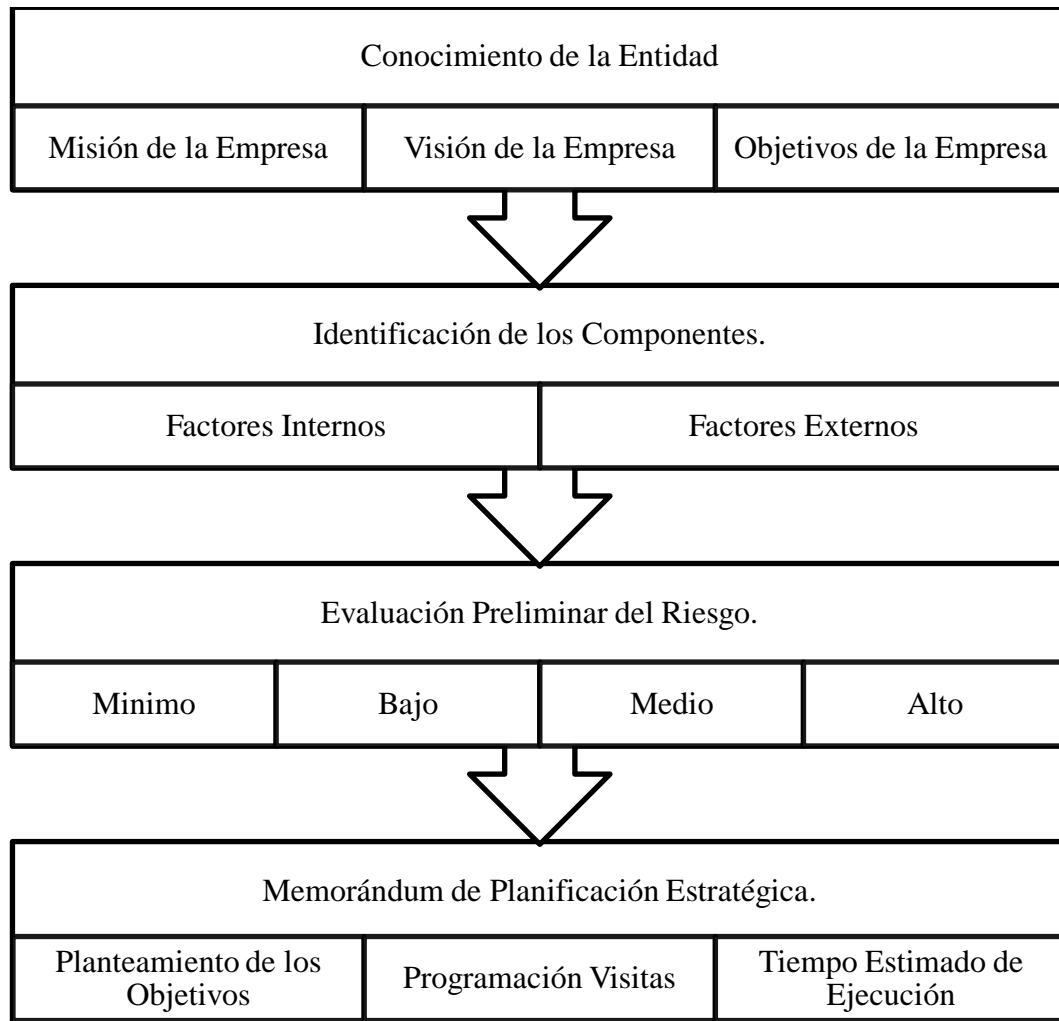 Conocimiento de la Entidad
Misión de la Empresa
Visión de la Empresa
Objetivos de la Empresa
Identificación de los Componentes.
Factores Internos
Factores Externos
Evaluación Preliminar del Riesgo.
Minimo
Bajo
Medio
Alto
Memorándum de Planificación Estratégica.
Planteamiento de los
Objetivos
Programación Visitas
Tiempo Estimado de
Ejecución